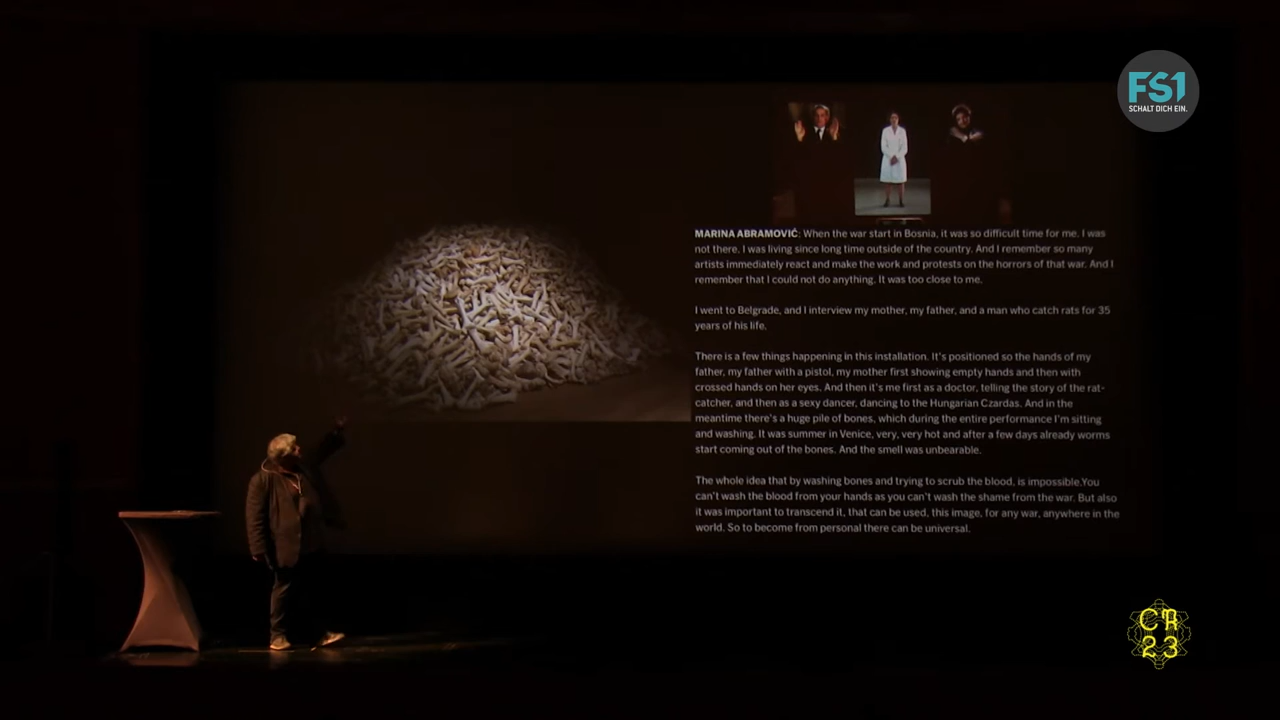 FS1
SCHALT DICH EIN.
MARINA ABRAMOVIĆ: When the war start in Bosnia, it was so difficult time for me. I was
not there. I was living since long time outside of the country. And I remember so many
artists immediately react and make the work and protests on the horrors of that war. And I
remember that I could not do anything. It was too close to me.
I went to Belgrade, and I interview my mother, my father, and a man who catch rats for 35
years of his life.
There is a few things happening in this installation. It's positioned so the hands of my
father, my father with a pistol, my mother first showing empty hands and then with
crossed hands on her eyes. And then it's me first as a doctor, telling the story of the rat-
catcher, and then as a sexy dancer, dancing to the Hungarian Czardas. And in the
meantime there's a huge pile of bones, which during the entire performance I'm sitting
and washing. It was summer in Venice, very, very hot and after a few days already worms
start coming out of the bones. And the smell was unbearable.
The whole idea that by washing bones and trying to scrub the blood, is impossible.You
can't wash the blood from your hands as you can't wash the shame from the war. But also
it was important to transcend it, that can be used, this image, for any war, anywhere in the
world. So to become from personal there can be universal.
CR
23